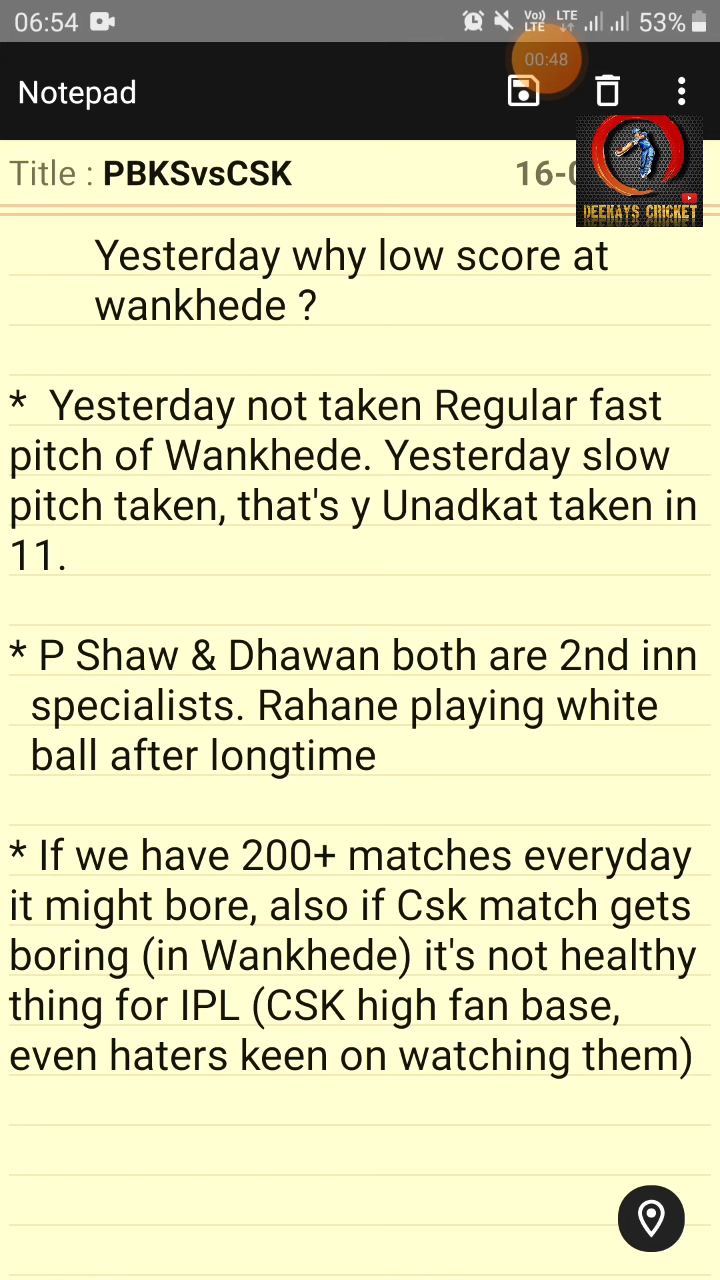 06:54 Vo)) LTE LTE 53%
00:48
Notepad
Title : PBKSvsCSK 16-0
DEEKAYS CRICKET
Yesterday why low score at
wankhede ?
* Yesterday not taken Regular fast
pitch of Wankhede. Yesterday slow
pitch taken, that's y Unadkat taken in
11.
* P Shaw & Dhawan both are 2nd inn
specialists. Rahane playing white
ball after longtime
* If we have 200+ matches everyday
it might bore, also if Csk match gets
boring (in Wankhede) it's not healthy
thing for IPL (CSK high fan base,
even haters keen on watching them)